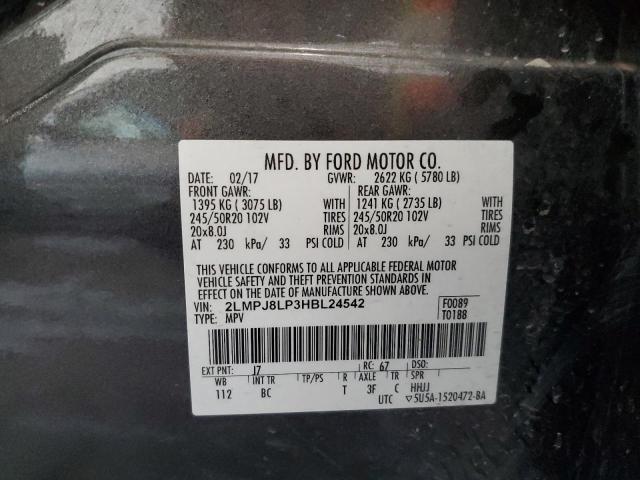 MFD. BY FORD MOTOR CO.
DATE: 02/17 GVWR: 2622 KG ( 5780 LB)
FRONT GAWR: REAR GAWR:
1395 KG ( 3075 LB) WITH 1241 KG ( 2735 LB) WITH
245/50R20 102V TIRES 245/50R20 102V TIRES
20x8.0J RIMS 20x8.0J RIMS
AT 230 kPa/ 33 PSI COLD AT 230 kPa/ 33 PSI COLD
THIS VEHICLE CONFORMS TO ALL APPLICABLE FEDERAL MOTOR
VEHICLE SAFETY AND THEFT PREVENTION STANDARDS IN EFFECT
ON THE DATE OF MANUFACTURE SHOWN ABOVE.
VIN: 2LMPJ8LP3HBL24542 F0089
TYPE: MPV T0188
EXT PNT: J7 RC: 67 DSO:
WB INT TR TP/PS R AXLE TR SPR
112 BC T 3F C HHJJ
UTC ▽5U5A-1520472-BA